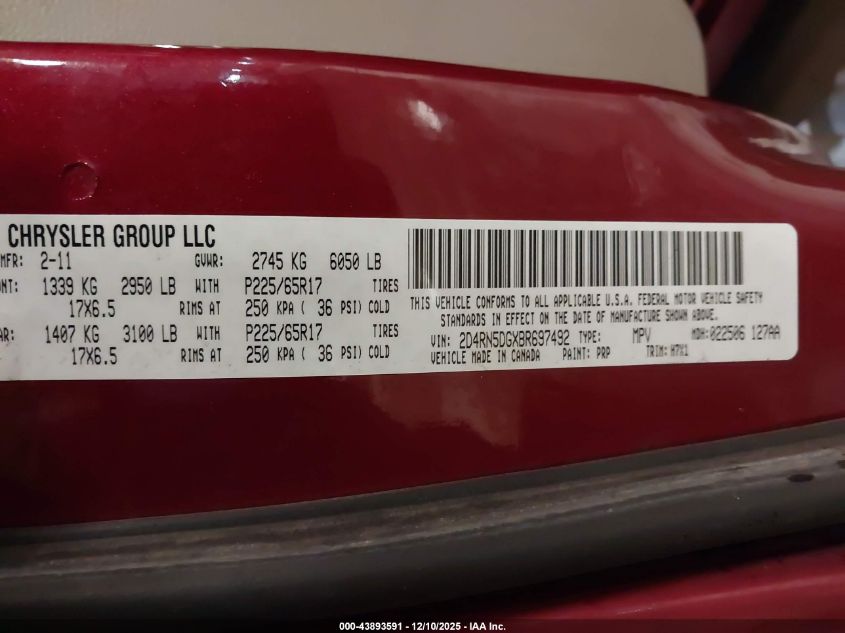 CHRYSLER GROUP LLC
MFR: 2-11 GVWR: 2745 KG 6050 LB
1339 KG 2950 LB WITH P225/65R17 TIRES
17X6.5 RIMS AT 250 KPA ( 36 PSI) COLD
1407 KG 3100 LB WITH P225/65R17 TIRES
17X6.5 RIMS AT 250 KPA ( 36 PSI) COLD
THIS VEHICLE CONFORMS TO ALL APPLICABLE U.S.A. FEDERAL MOTOR VEHICLE SAFETY
STANDARDS IN EFFECT ON THE DATE OF MANUFACTURE SHOWN ABOVE.
VIN: 2D4RN5DGXBR697492 TYPE: MPV MDH: 022506 127AA
VEHICLE MADE IN CANADA PAINT: PRP TRIM: H7X1
000-43893591 - 12/10/2025 - IAA Inc.